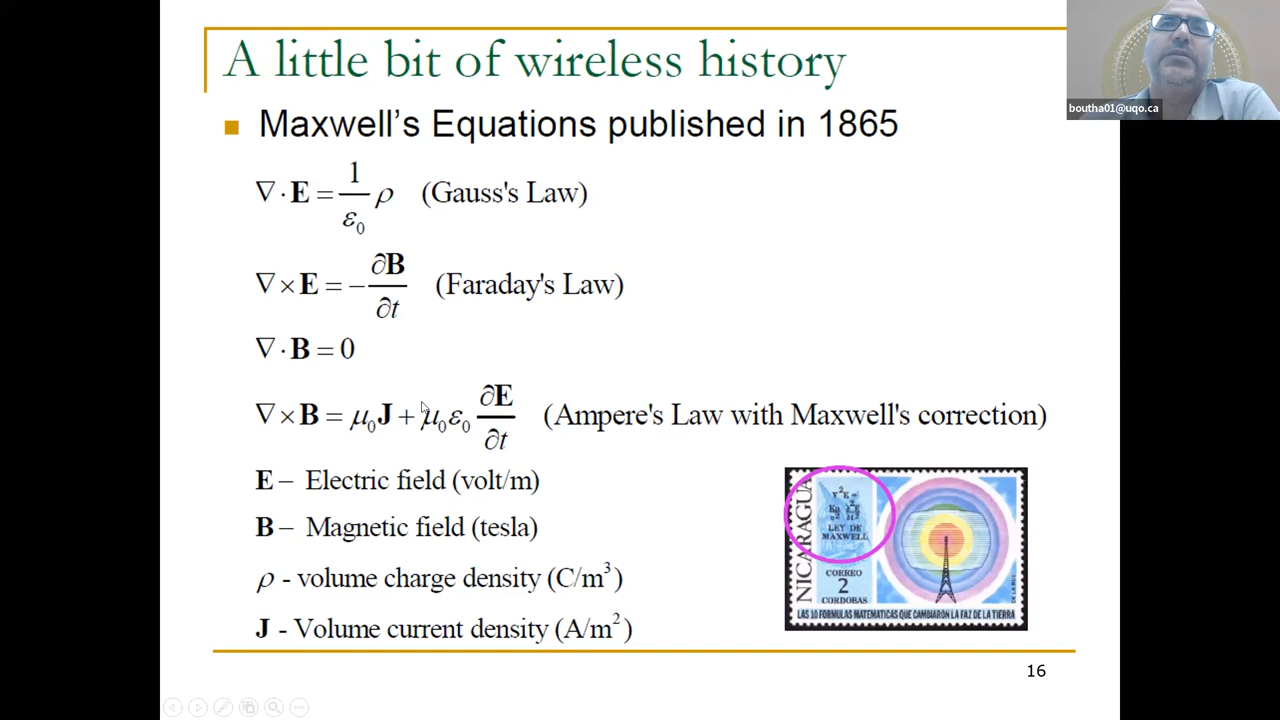 A little bit of wireless history
boutha01@uqo.ca
Maxwell's Equations published in 1865
∇ · E = 1/ε₀ ρ (Gauss's Law)
∇ × E = − ∂B/∂t (Faraday's Law)
∇ · B = 0
∇ × B = μ₀J + μ₀ε₀ ∂E/∂t (Ampere's Law with Maxwell's correction)
E – Electric field (volt/m)
B – Magnetic field (tesla)
ρ - volume charge density (C/m³)
J - Volume current density (A/m²)
NICARAGUA
LEY DE
MAXWELL
CORREO
2
CORDOBAS
LAS 10 FORMULAS MATEMATICAS QUE CAMBIARON LA FAZ DE LA TIERRA
DE LA RUE
16